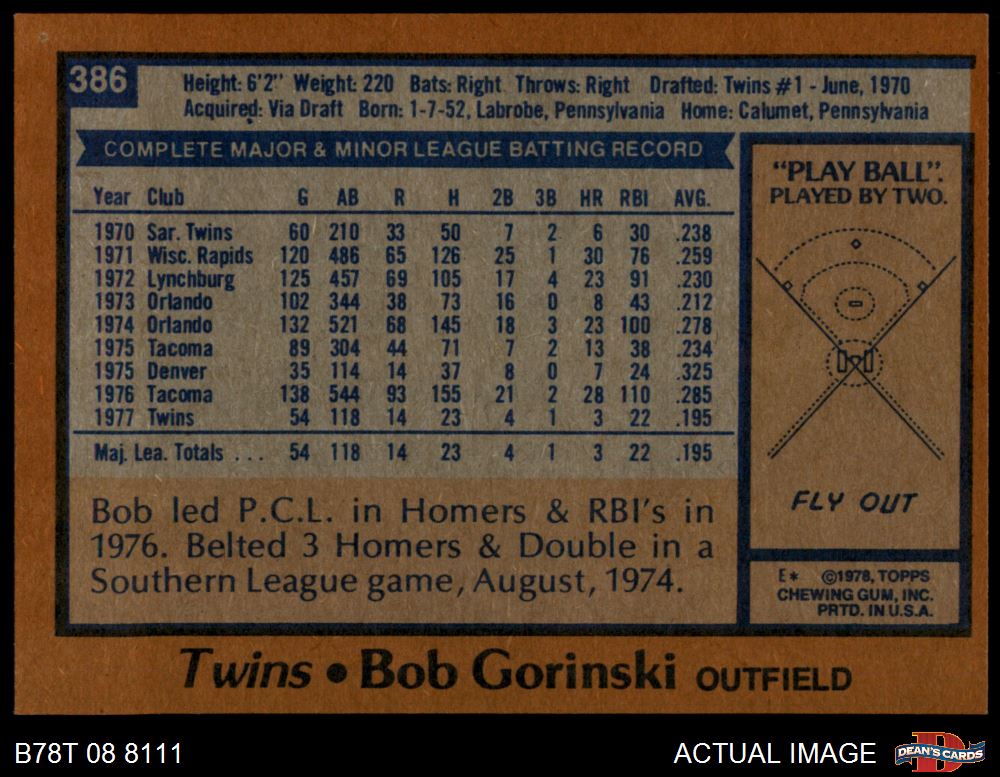 386
Height: 6'2" Weight: 220 Bats: Right Throws: Right Drafted: Twins #1 - June, 1970
Acquired: Via Draft Born: 1-7-52, Labrobe, Pennsylvania Home: Calumet, Pennsylvania
COMPLETE MAJOR & MINOR LEAGUE BATTING RECORD
Year Club G AB R H 2B 3B HR RBI AVG.
1970 Sar. Twins 60 210 33 50 7 2 6 30 .238
1971 Wisc. Rapids 120 486 65 126 25 1 30 76 .259
1972 Lynchburg 125 457 69 105 17 4 23 91 .230
1973 Orlando 102 344 38 73 16 0 8 43 .212
1974 Orlando 132 521 68 145 18 3 23 100 .278
1975 Tacoma 89 304 44 71 7 2 13 38 .234
1975 Denver 35 114 14 37 8 0 7 24 .325
1976 Tacoma 138 544 93 155 21 2 28 110 .285
1977 Twins 54 118 14 23 4 1 3 22 .195
Maj. Lea. Totals . . . 54 118 14 23 4 1 3 22 .195
Bob led P.C.L. in Homers & RBI's in
1976. Belted 3 Homers & Double in a
Southern League game, August, 1974.
"PLAY BALL".
PLAYED BY TWO.
FLY OUT
E* ©1978, TOPPS
CHEWING GUM, INC.
PRTD. IN U.S.A.
Twins • Bob Gorinski OUTFIELD
B78T 08 8111
ACTUAL IMAGE
D
DEAN'S CARDS